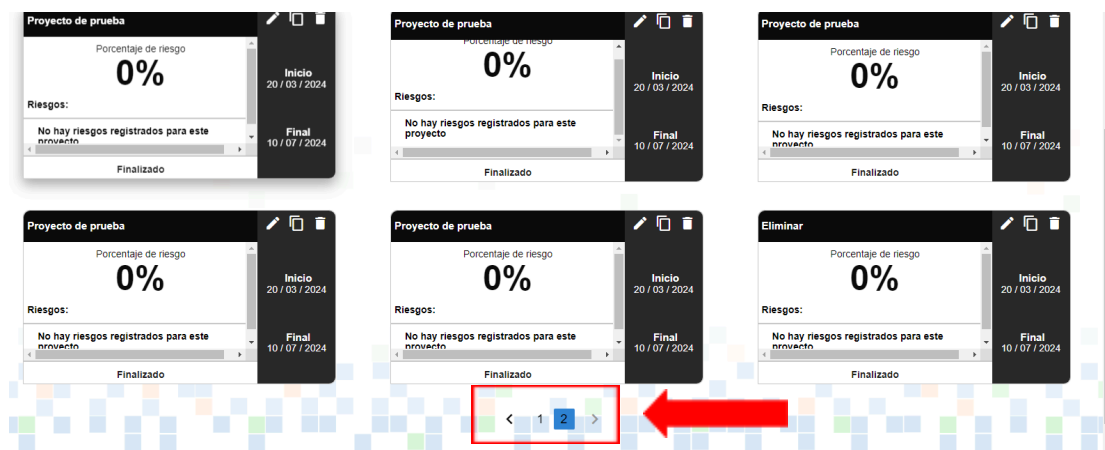 Proyecto de prueba
Porcentaje de riesgo
0%
Riesgos:
No hay riesgos registrados para este
proyecto
Finalizado
Inicio
20 / 03 / 2024
Final
10 / 07 / 2024
Proyecto de prueba
Porcentaje de riesgo
0%
Riesgos:
No hay riesgos registrados para este
proyecto
Finalizado
Inicio
20 / 03 / 2024
Final
10 / 07 / 2024
Proyecto de prueba
Porcentaje de riesgo
0%
Riesgos:
No hay riesgos registrados para este
proyecto
Finalizado
Inicio
20 / 03 / 2024
Final
10 / 07 / 2024
Proyecto de prueba
Porcentaje de riesgo
0%
Riesgos:
No hay riesgos registrados para este
proyecto
Finalizado
Inicio
20 / 03 / 2024
Final
10 / 07 / 2024
Proyecto de prueba
Porcentaje de riesgo
0%
Riesgos:
No hay riesgos registrados para este
proyecto
Finalizado
Inicio
20 / 03 / 2024
Final
10 / 07 / 2024
Eliminar
Porcentaje de riesgo
0%
Riesgos:
No hay riesgos registrados para este
proyecto
Finalizado
Inicio
20 / 03 / 2024
Final
10 / 07 / 2024
1 2